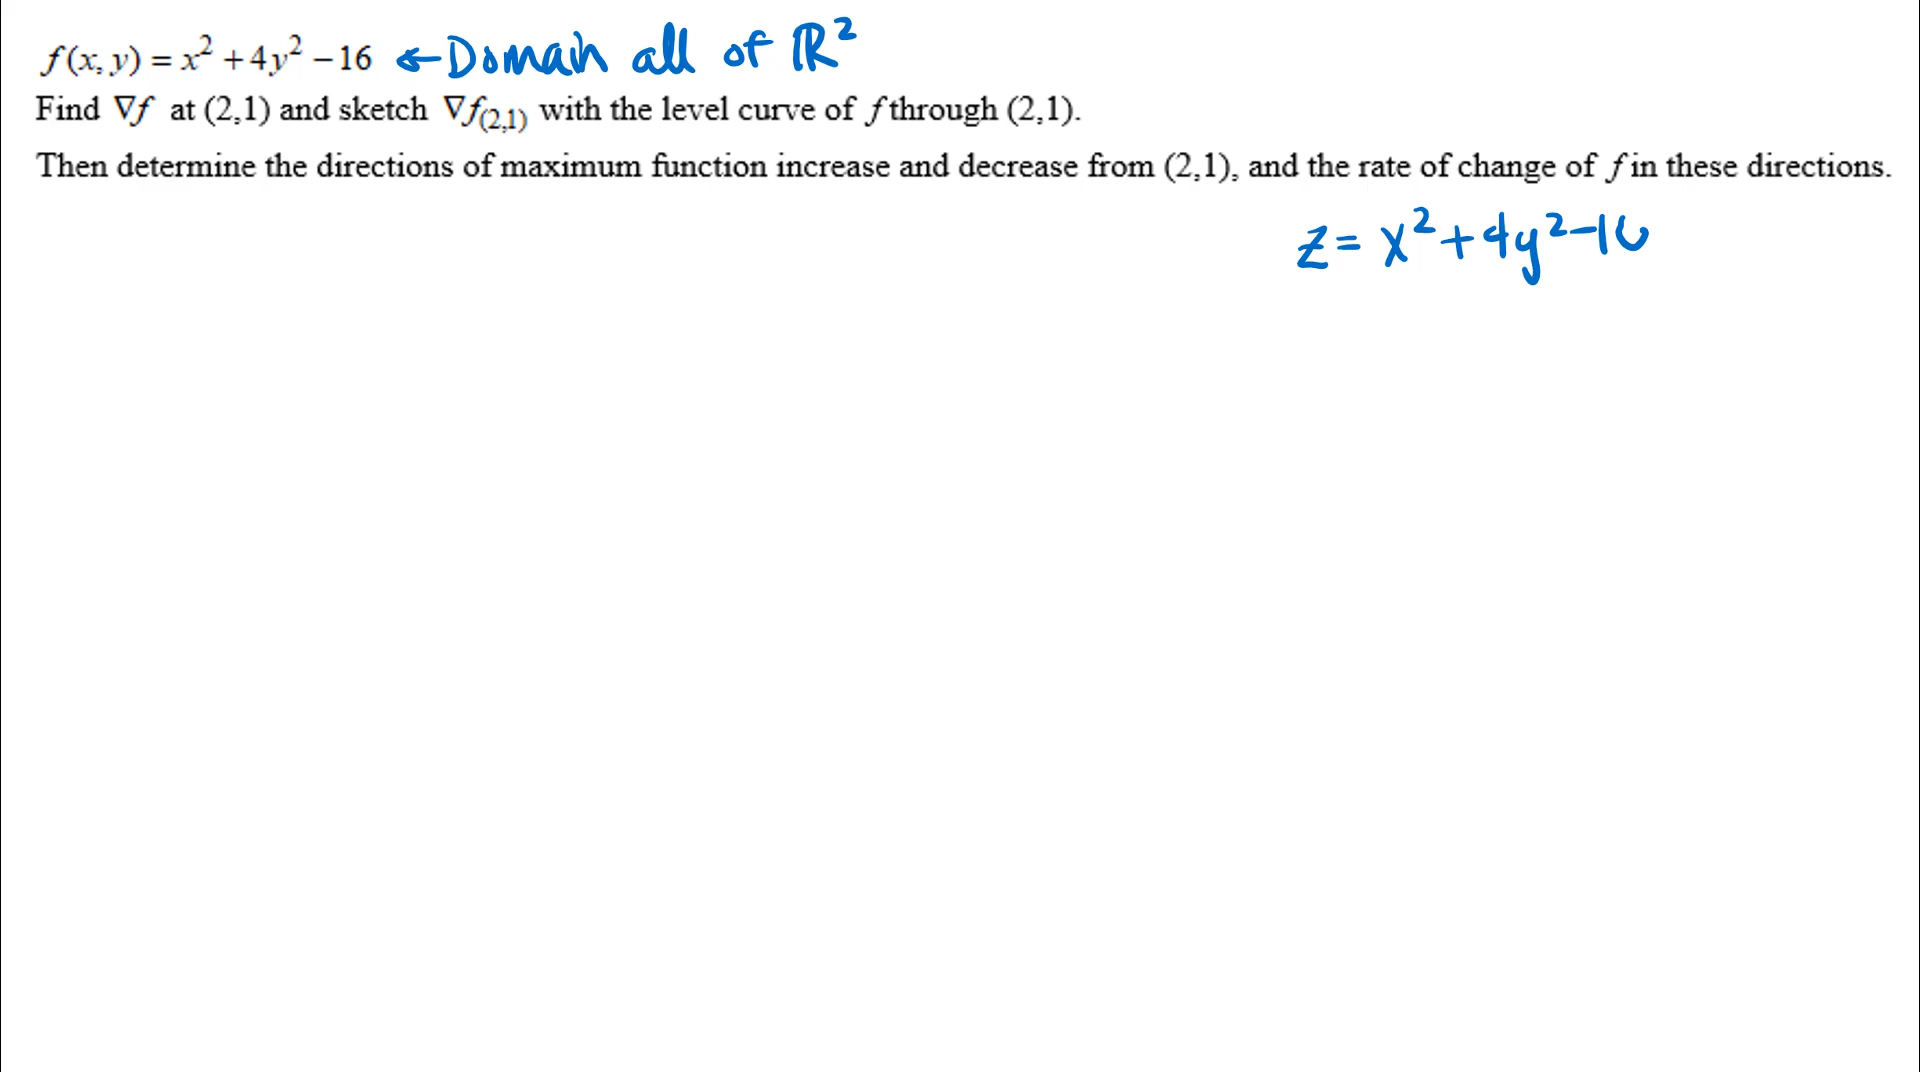 f(x, y) = x² + 4y² − 16 ← Domain all of ℝ²
Find ∇f at (2,1) and sketch ∇f₍₂,₁₎ with the level curve of f through (2,1).
Then determine the directions of maximum function increase and decrease from (2,1), and the rate of change of f in these directions.
z = x² + 4y² − 16